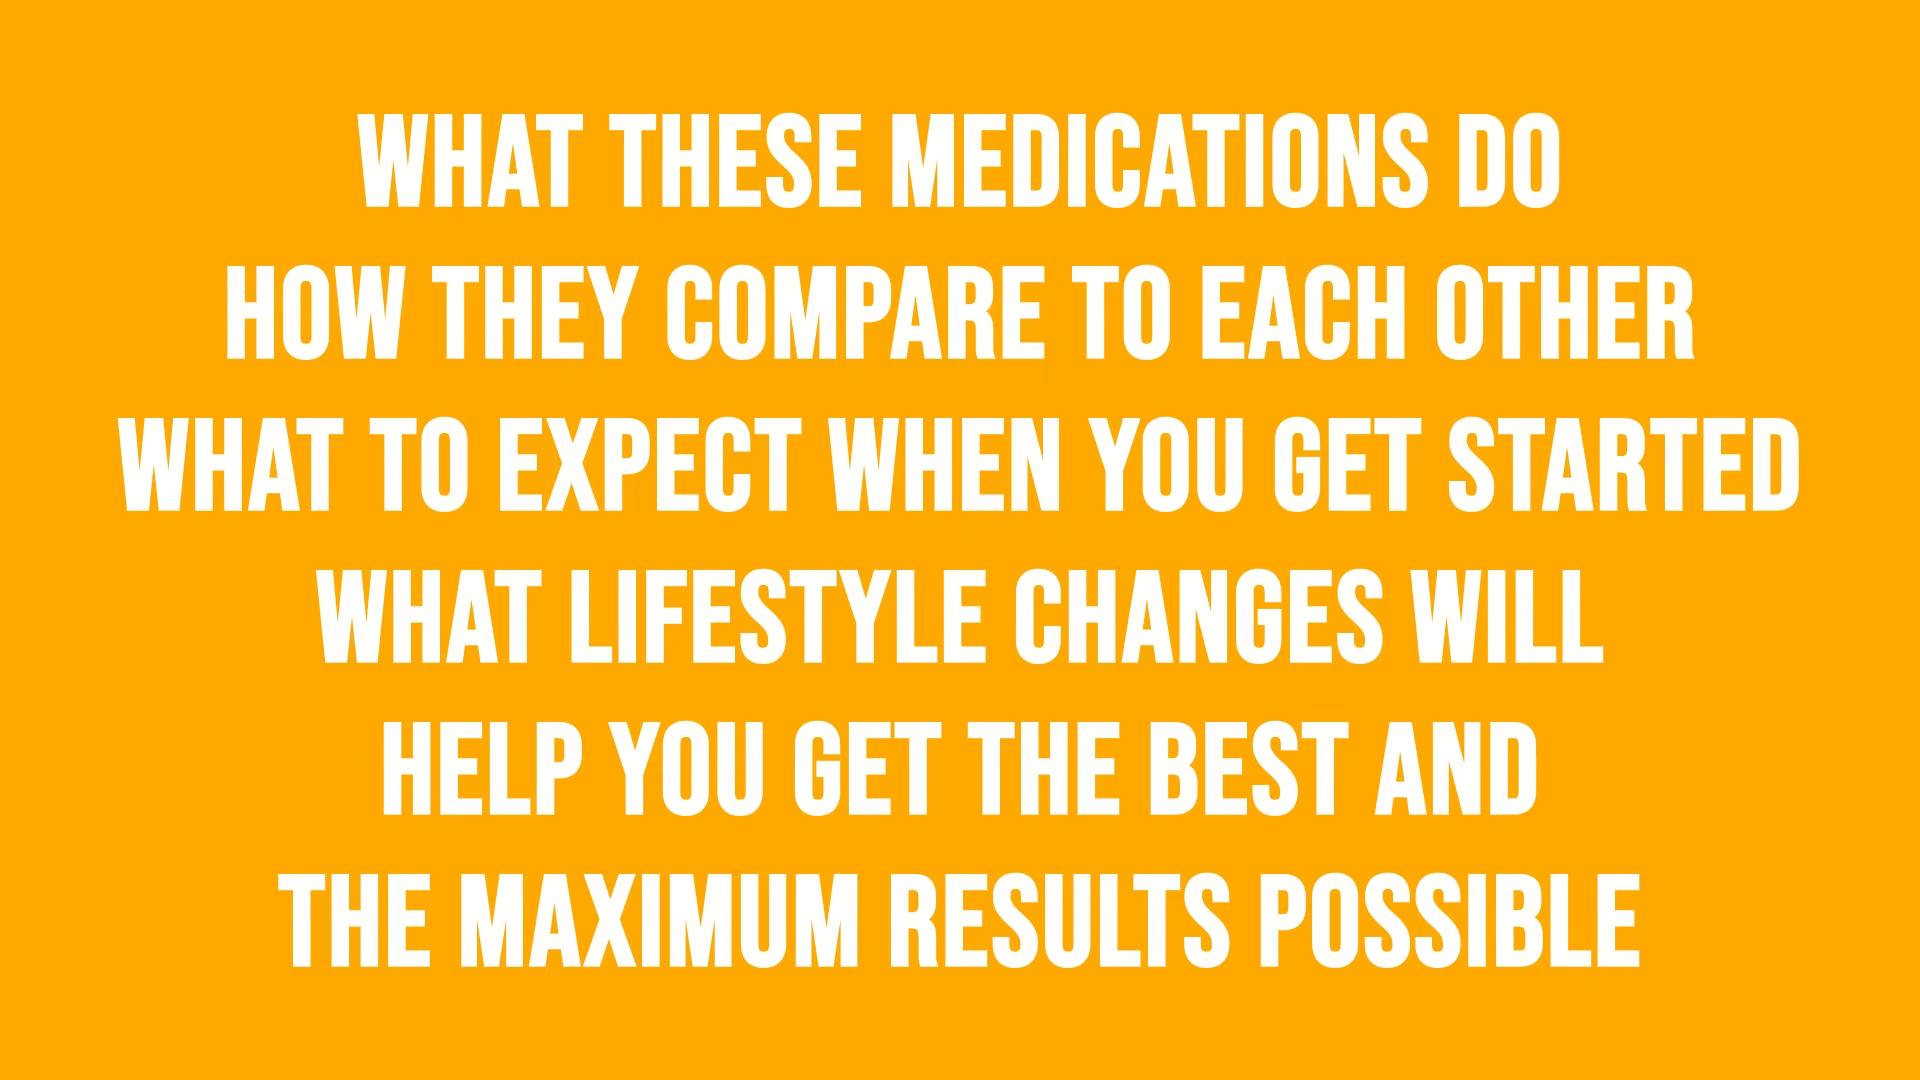 WHAT THESE MEDICATIONS DO
HOW THEY COMPARE TO EACH OTHER
WHAT TO EXPECT WHEN YOU GET STARTED
WHAT LIFESTYLE CHANGES WILL
HELP YOU GET THE BEST AND
THE MAXIMUM RESULTS POSSIBLE